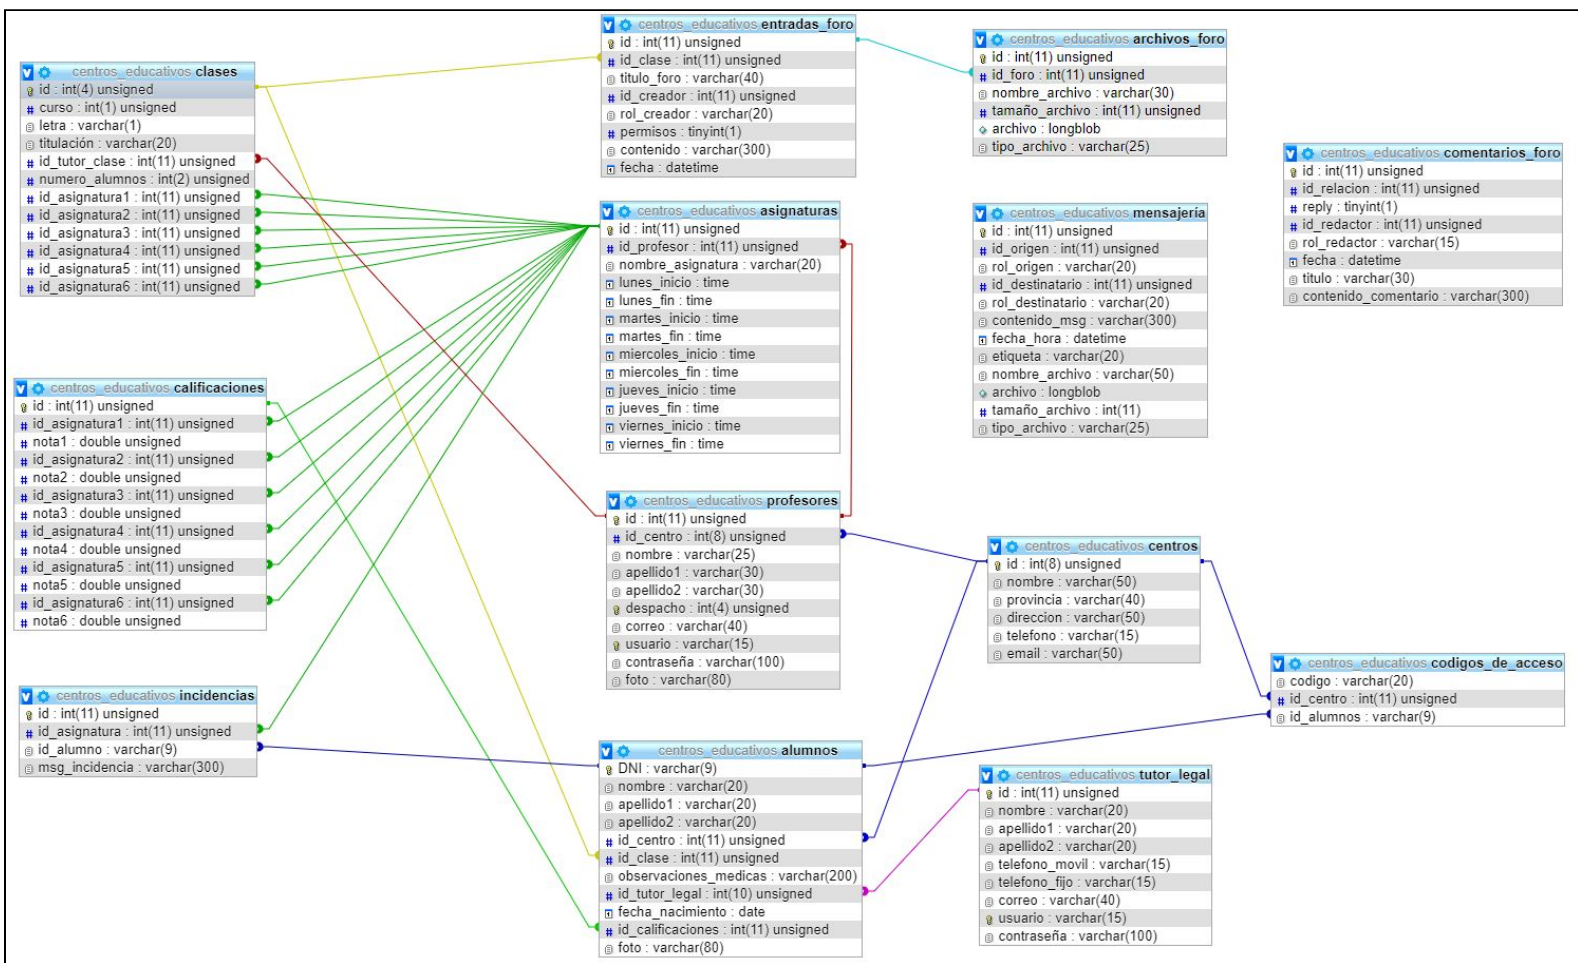 centros_educativos clases
id : int(4) unsigned
curso : int(1) unsigned
letra : varchar(1)
titulación : varchar(20)
id_tutor_clase : int(11) unsigned
numero_alumnos : int(2) unsigned
id_asignatura1 : int(11) unsigned
id_asignatura2 : int(11) unsigned
id_asignatura3 : int(11) unsigned
id_asignatura4 : int(11) unsigned
id_asignatura5 : int(11) unsigned
id_asignatura6 : int(11) unsigned
centros_educativos calificaciones
id : int(11) unsigned
id_asignatura1 : int(11) unsigned
nota1 : double unsigned
id_asignatura2 : int(11) unsigned
nota2 : double unsigned
id_asignatura3 : int(11) unsigned
nota3 : double unsigned
id_asignatura4 : int(11) unsigned
nota4 : double unsigned
id_asignatura5 : int(11) unsigned
nota5 : double unsigned
id_asignatura6 : int(11) unsigned
nota6 : double unsigned
centros_educativos incidencias
id : int(11) unsigned
id_asignatura : int(11) unsigned
id_alumno : varchar(9)
msg_incidencia : varchar(300)
centros_educativos entradas_foro
id : int(11) unsigned
id_clase : int(11) unsigned
titulo_foro : varchar(40)
id_creador : int(11) unsigned
rol_creador : varchar(20)
permisos : tinyint(1)
contenido : varchar(300)
fecha : datetime
centros_educativos asignaturas
id : int(11) unsigned
id_profesor : int(11) unsigned
nombre_asignatura : varchar(20)
lunes_inicio : time
lunes_fin : time
martes_inicio : time
martes_fin : time
miercoles_inicio : time
miercoles_fin : time
jueves_inicio : time
jueves_fin : time
viernes_inicio : time
viernes_fin : time
centros_educativos profesores
id : int(11) unsigned
id_centro : int(8) unsigned
nombre : varchar(25)
apellido1 : varchar(30)
apellido2 : varchar(30)
despacho : int(4) unsigned
correo : varchar(40)
usuario : varchar(15)
contraseña : varchar(100)
foto : varchar(80)
centros_educativos alumnos
DNI : varchar(9)
nombre : varchar(20)
apellido1 : varchar(20)
apellido2 : varchar(20)
id_centro : int(11) unsigned
id_clase : int(11) unsigned
observaciones_medicas : varchar(200)
id_tutor_legal : int(10) unsigned
fecha_nacimiento : date
id_calificaciones : int(11) unsigned
foto : varchar(80)
centros_educativos archivos_foro
id : int(11) unsigned
id_foro : int(11) unsigned
nombre_archivo : varchar(30)
tamaño_archivo : int(11) unsigned
archivo : longblob
tipo_archivo : varchar(25)
centros_educativos mensajería
id : int(11) unsigned
id_origen : int(11) unsigned
rol_origen : varchar(20)
id_destinatario : int(11) unsigned
rol_destinatario : varchar(20)
contenido_msg : varchar(300)
fecha_hora : datetime
etiqueta : varchar(20)
nombre_archivo : varchar(50)
archivo : longblob
tamaño_archivo : int(11)
tipo_archivo : varchar(25)
centros_educativos centros
id : int(8) unsigned
nombre : varchar(50)
provincia : varchar(40)
direccion : varchar(50)
telefono : varchar(15)
email : varchar(50)
centros_educativos tutor_legal
id : int(11) unsigned
nombre : varchar(20)
apellido1 : varchar(20)
apellido2 : varchar(20)
telefono_movil : varchar(15)
telefono_fijo : varchar(15)
correo : varchar(40)
usuario : varchar(15)
contraseña : varchar(100)
centros_educativos comentarios_foro
id : int(11) unsigned
id_relacion : int(11) unsigned
reply : tinyint(1)
id_redactor : int(11) unsigned
rol_redactor : varchar(15)
fecha : datetime
titulo : varchar(30)
contenido_comentario : varchar(300)
centros_educativos codigos_de_acceso
codigo : varchar(20)
id_centro : int(11) unsigned
id_alumnos : varchar(9)